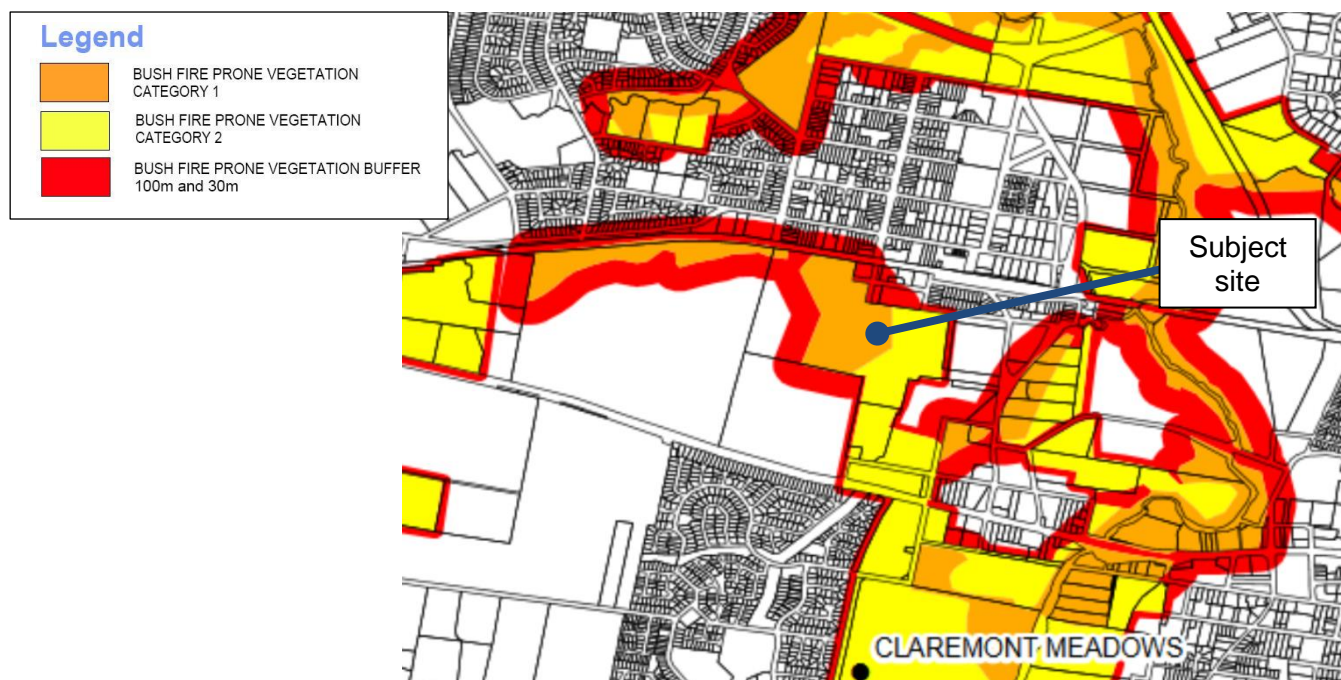 Legend
BUSH FIRE PRONE VEGETATION
CATEGORY 1
BUSH FIRE PRONE VEGETATION
CATEGORY 2
BUSH FIRE PRONE VEGETATION BUFFER
100m and 30m
Subject
site
CLAREMONT MEADOWS